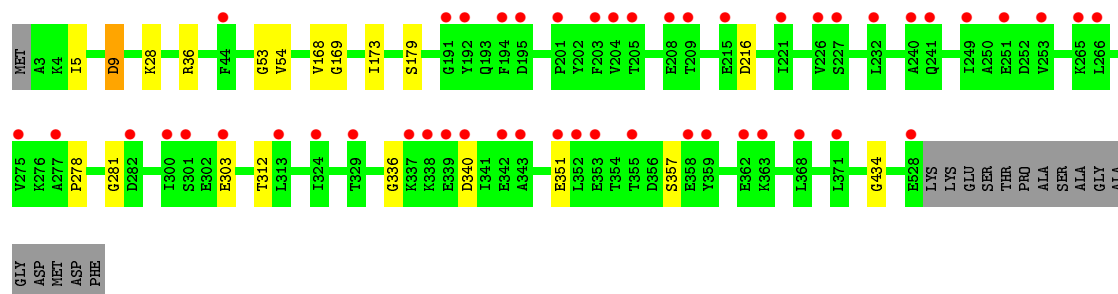 MET A3 K4 I5 D9 K28 R36 F44 G53 V54 V168 G169 I173 S179 G191 Y192 Q193 F194 D195 P201 Y202 F203 V204 T205 E208 T209 E215 D216 I221 V226 S227 L232 A240 Q241 I249 A250 E251 D252 V253 K265 L266
V275 K276 A277 P278 G281 D282 I300 S301 E302 E303 T312 L313 I324 T329 G336 K337 K338 E339 D340 I341 E342 A343 E351 L352 E353 T354 T355 D356 S357 E358 Y359 E362 K363 L368 L371 G434 E528 LYS LYS GLU SER THR PRO ALA SER ALA GLY ALA
GLY ASP MET ASP PHE